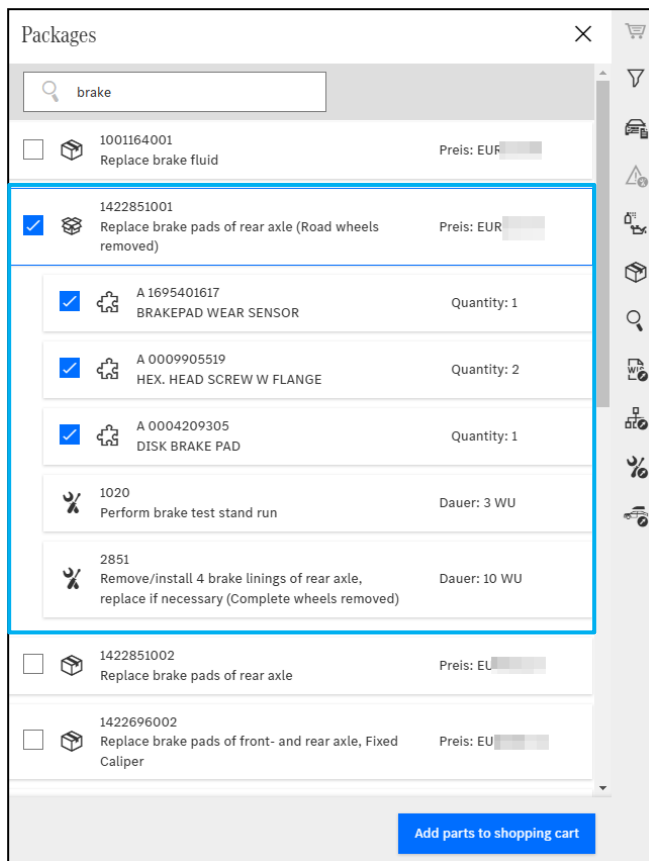 Packages
brake
1001164001
Replace brake fluid
Preis: EUR
1422851001
Replace brake pads of rear axle (Road wheels
removed)
Preis: EUR
A 1695401617
BRAKEPAD WEAR SENSOR
Quantity: 1
A 0009905519
HEX. HEAD SCREW W FLANGE
Quantity: 2
A 0004209305
DISK BRAKE PAD
Quantity: 1
1020
Perform brake test stand run
Dauer: 3 WU
2851
Remove/install 4 brake linings of rear axle,
replace if necessary (Complete wheels removed)
Dauer: 10 WU
1422851002
Replace brake pads of rear axle
Preis: EU
1422696002
Replace brake pads of front- and rear axle, Fixed
Caliper
Preis: EU
Add parts to shopping cart
WIS